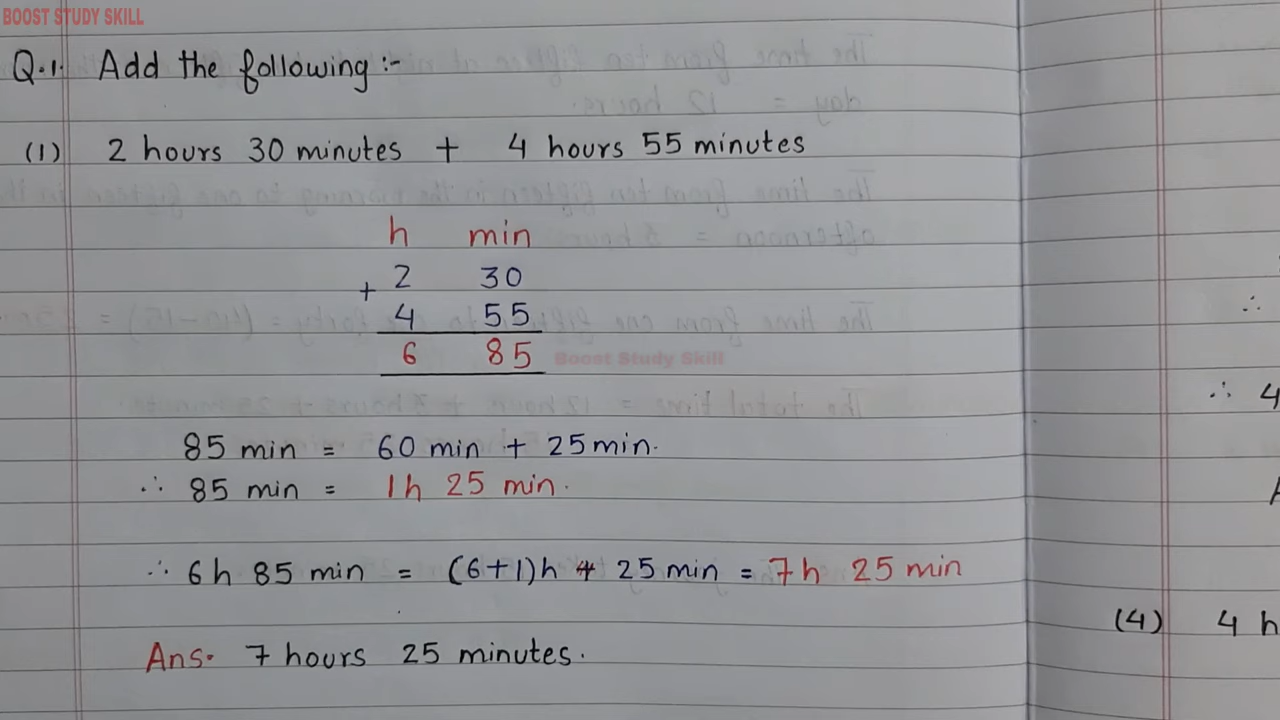 BOOST STUDY SKILL
Q.1. Add the following :-
(1) 2 hours 30 minutes + 4 hours 55 minutes
h min
+ 2 30
4 55
6 85
Boost Study Skill
85 min = 60 min + 25 min.
∴ 85 min = 1h 25 min.
∴ 6h 85 min = (6+1)h + 25 min = 7h 25 min
Ans. 7 hours 25 minutes.
∴
∴ 4
(4) 4 h